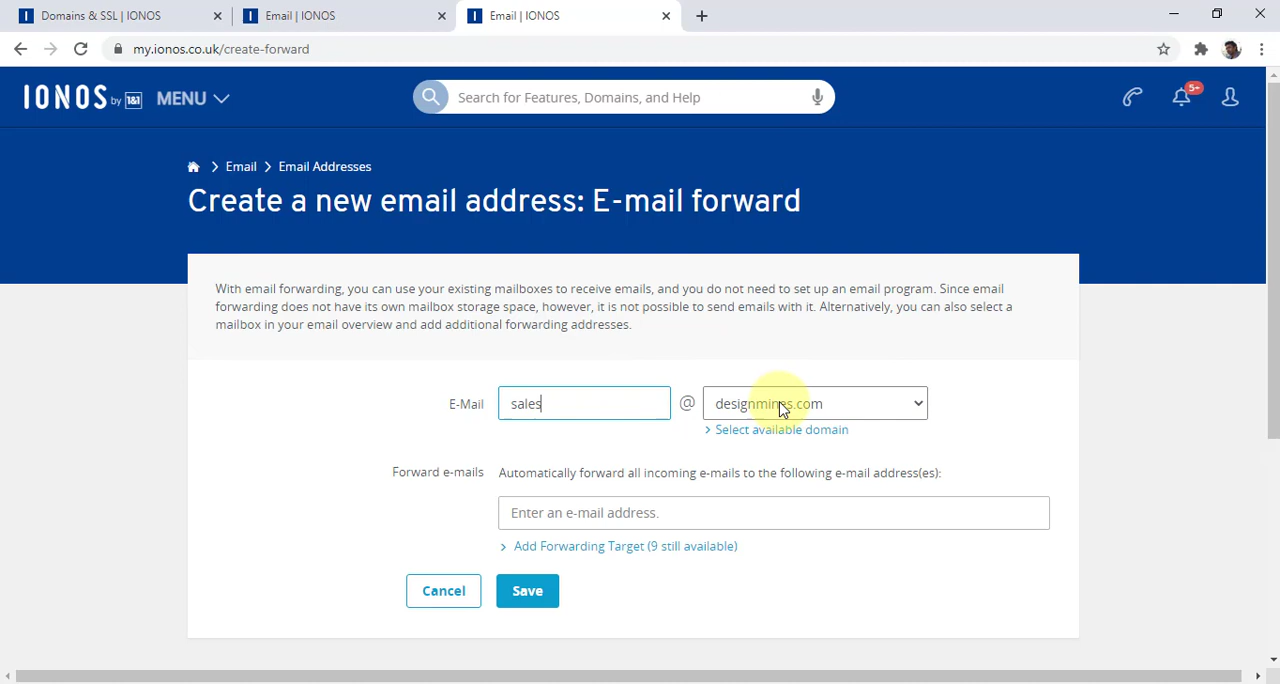 Domains & SSL | IONOS
Email | IONOS
Email | IONOS
my.ionos.co.uk/create-forward
IONOS by 1&1 MENU
Search for Features, Domains, and Help
5+
Email > Email Addresses
Create a new email address: E-mail forward
With email forwarding, you can use your existing mailboxes to receive emails, and you do not need to set up an email program. Since email
forwarding does not have its own mailbox storage space, however, it is not possible to send emails with it. Alternatively, you can also select a
mailbox in your email overview and add additional forwarding addresses.
E-Mail sales @ designmines.com
> Select available domain
Forward e-mails Automatically forward all incoming e-mails to the following e-mail address(es):
Enter an e-mail address.
> Add Forwarding Target (9 still available)
Cancel Save